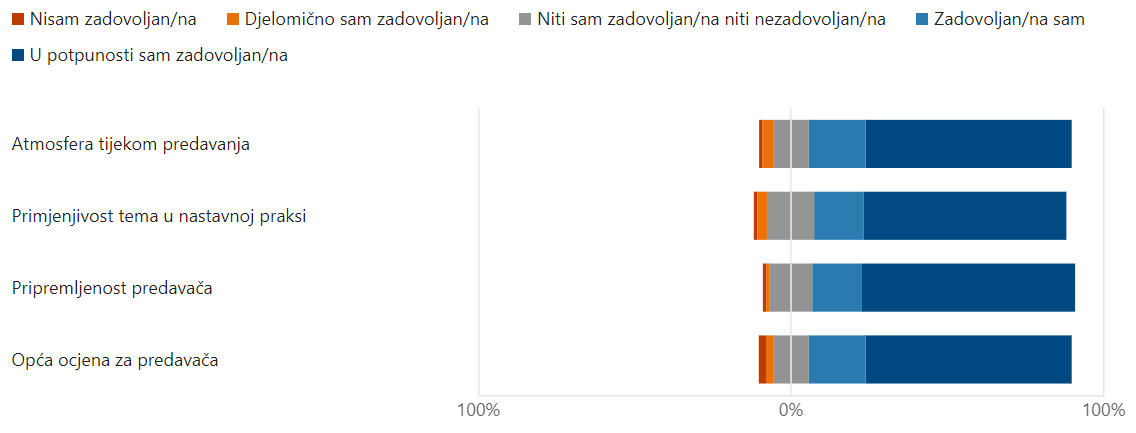 Nisam zadovoljan/na Djelomično sam zadovoljan/na Niti sam zadovoljan/na niti nezadovoljan/na Zadovoljan/na sam
U potpunosti sam zadovoljan/na
Atmosfera tijekom predavanja
Primjenjivost tema u nastavnoj praksi
Pripremljenost predavača
Opća ocjena za predavača
100% 0% 100%